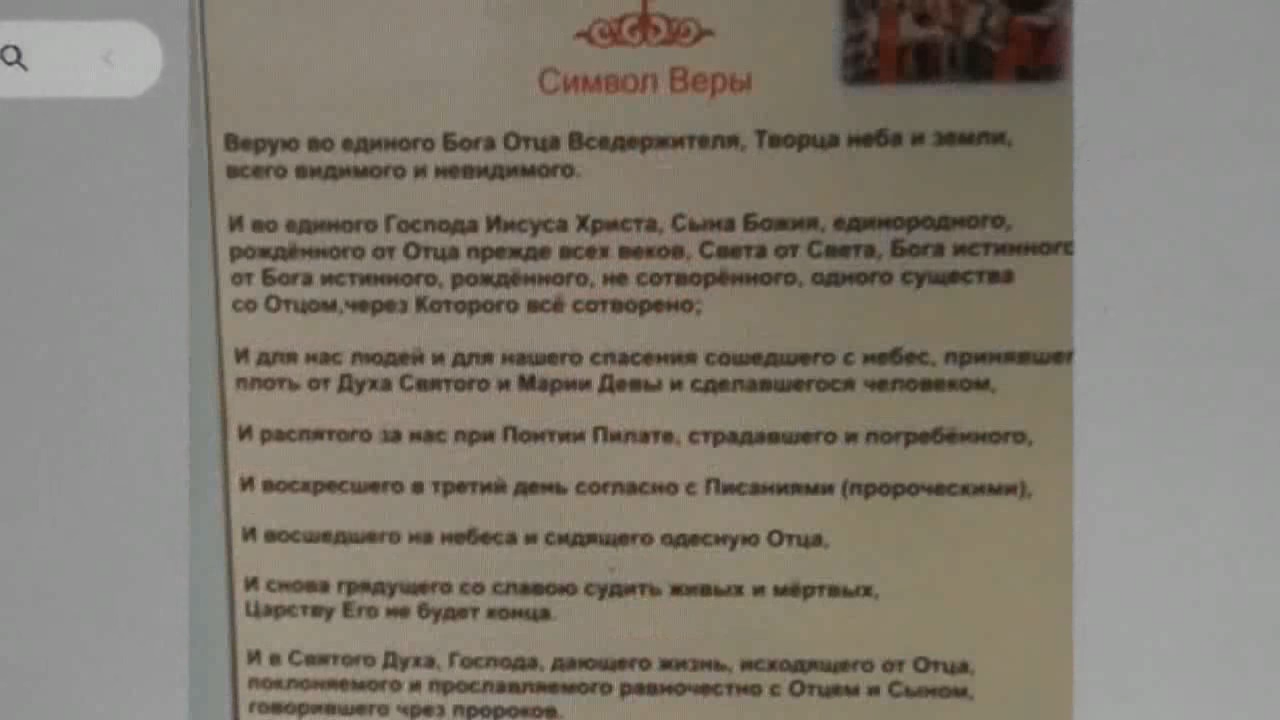 Символ Веры
Верую во единого Бога Отца Вседержителя, Творца неба и земли,
всего видимого и невидимого.
И во единого Господа Иисуса Христа, Сына Божия, единородного,
рождённого от Отца прежде всех веков, Света от Света, Бога истинного
от Бога истинного, рождённого, не сотворённого, одного существа
со Отцом,через Которого всё сотворено;
И для нас людей и для нашего спасения сошедшего с небес, принявшег
плоть от Духа Святого и Марии Девы и сделавшегося человеком,
И распятого за нас при Понтии Пилате, страдавшего и погребённого,
И воскресшего в третий день согласно с Писаниями (пророческими),
И восшедшего на небеса и сидящего одесную Отца,
И снова грядущего со славою судить живых и мёртвых,
Царству Его не будет конца.
И в Святого Духа, Господа, дающего жизнь, исходящего от Отца,
поклоняемого и прославляемого равночестно с Отцем и Сыном,
говорившего чрез пророков.